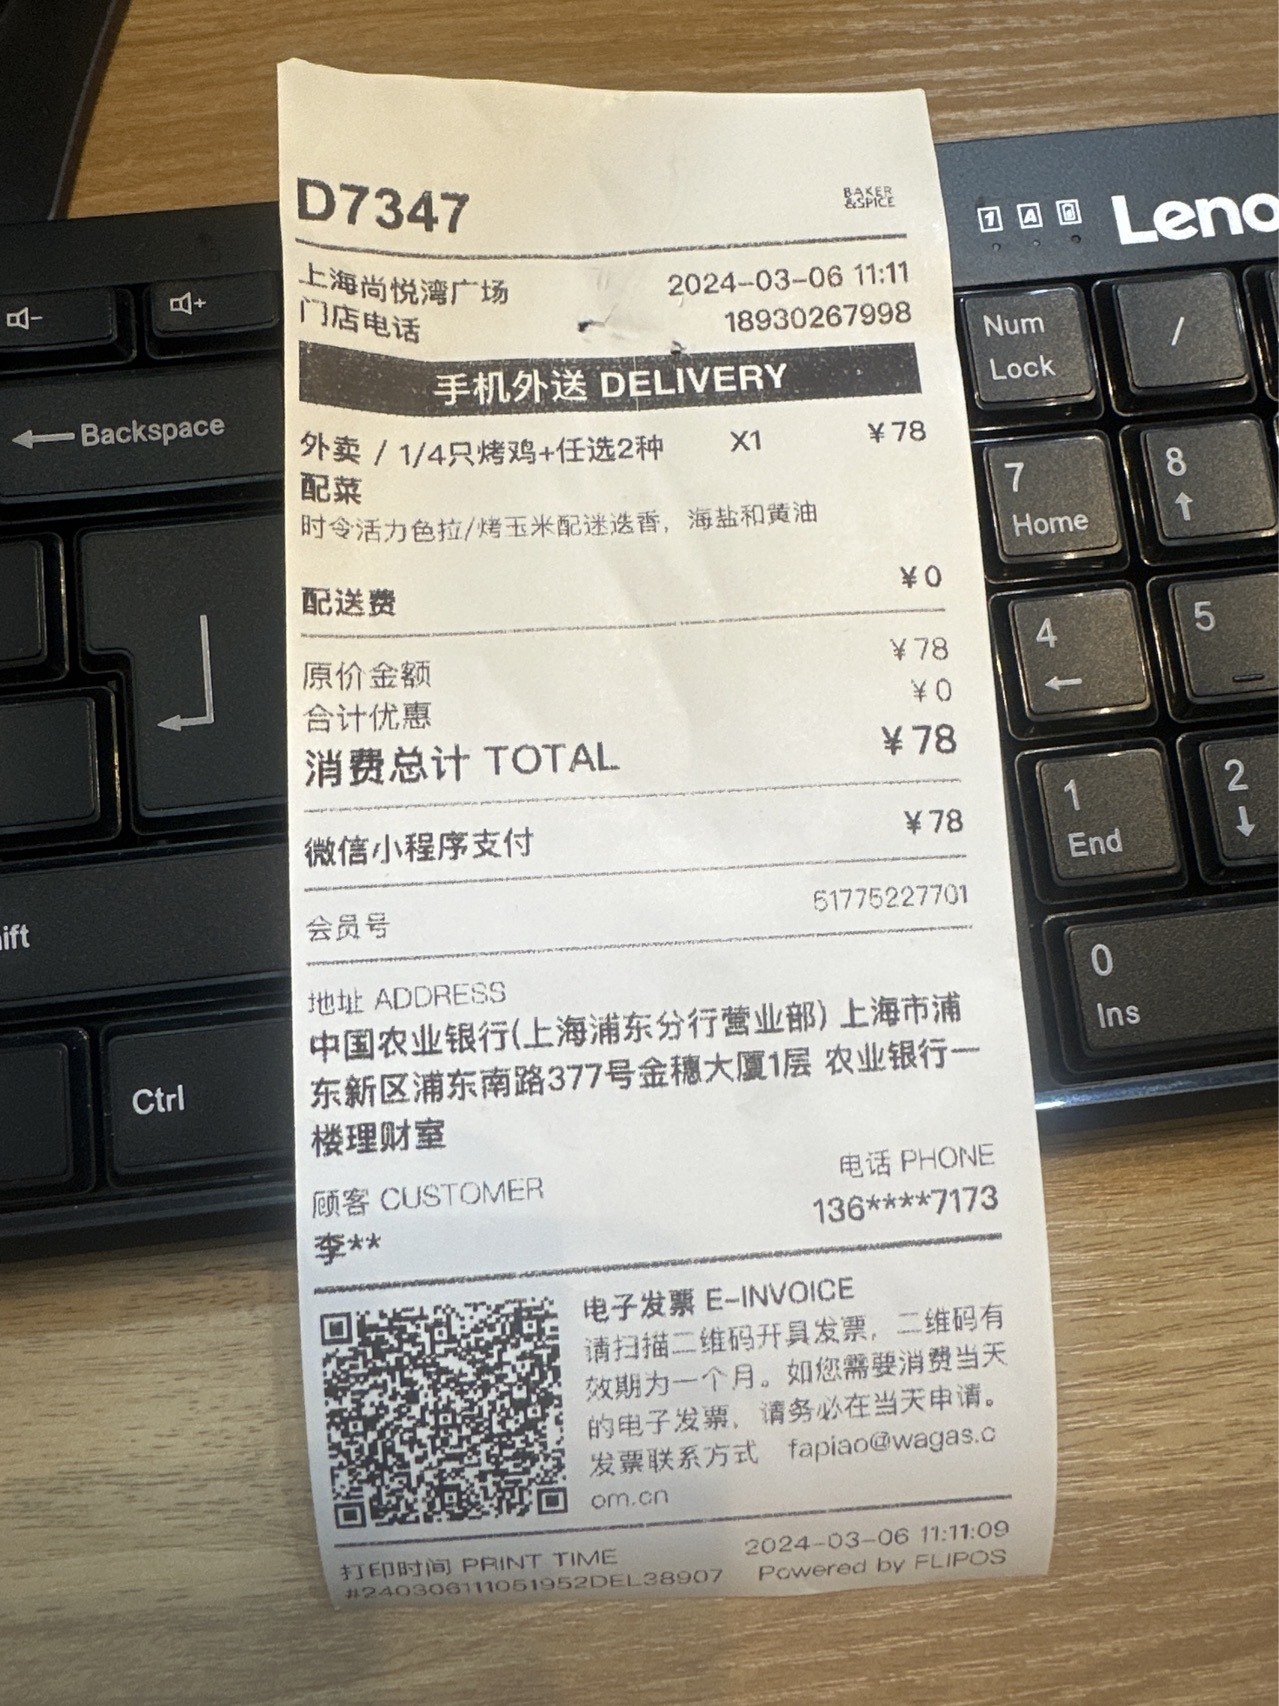 D7347
BAKER
&SPICE
上海尚悦湾广场 2024-03-06 11:11
门店电话 18930267998
手机外送 DELIVERY
外卖 / 1/4只烤鸡+任选2种 X1 ¥78
配菜
时令活力色拉/烤玉米配迷迭香，海盐和黄油
配送费 ¥0
原价金额 ¥78
合计优惠 ¥0
消费总计 TOTAL ¥78
微信小程序支付 ¥78
会员号 61775227701
地址 ADDRESS
中国农业银行(上海浦东分行营业部) 上海市浦
东新区浦东南路377号金穗大厦1层 农业银行一
楼理财室
顾客 CUSTOMER 电话 PHONE
李** 136****7173
电子发票 E-INVOICE
请扫描二维码开具发票，二维码有
效期为一个月。如您需要消费当天
的电子发票，请务必在当天申请。
发票联系方式 fapiao@wagas.c
om.cn
打印时间 PRINT TIME 2024-03-06 11:11:09
#240306111051952DEL38907 Powered by FLIPOS
Leno
1 A
Num
Lock
/
Backspace
7
Home
8
4
5
1
End
2
ift
0
Ins
Ctrl